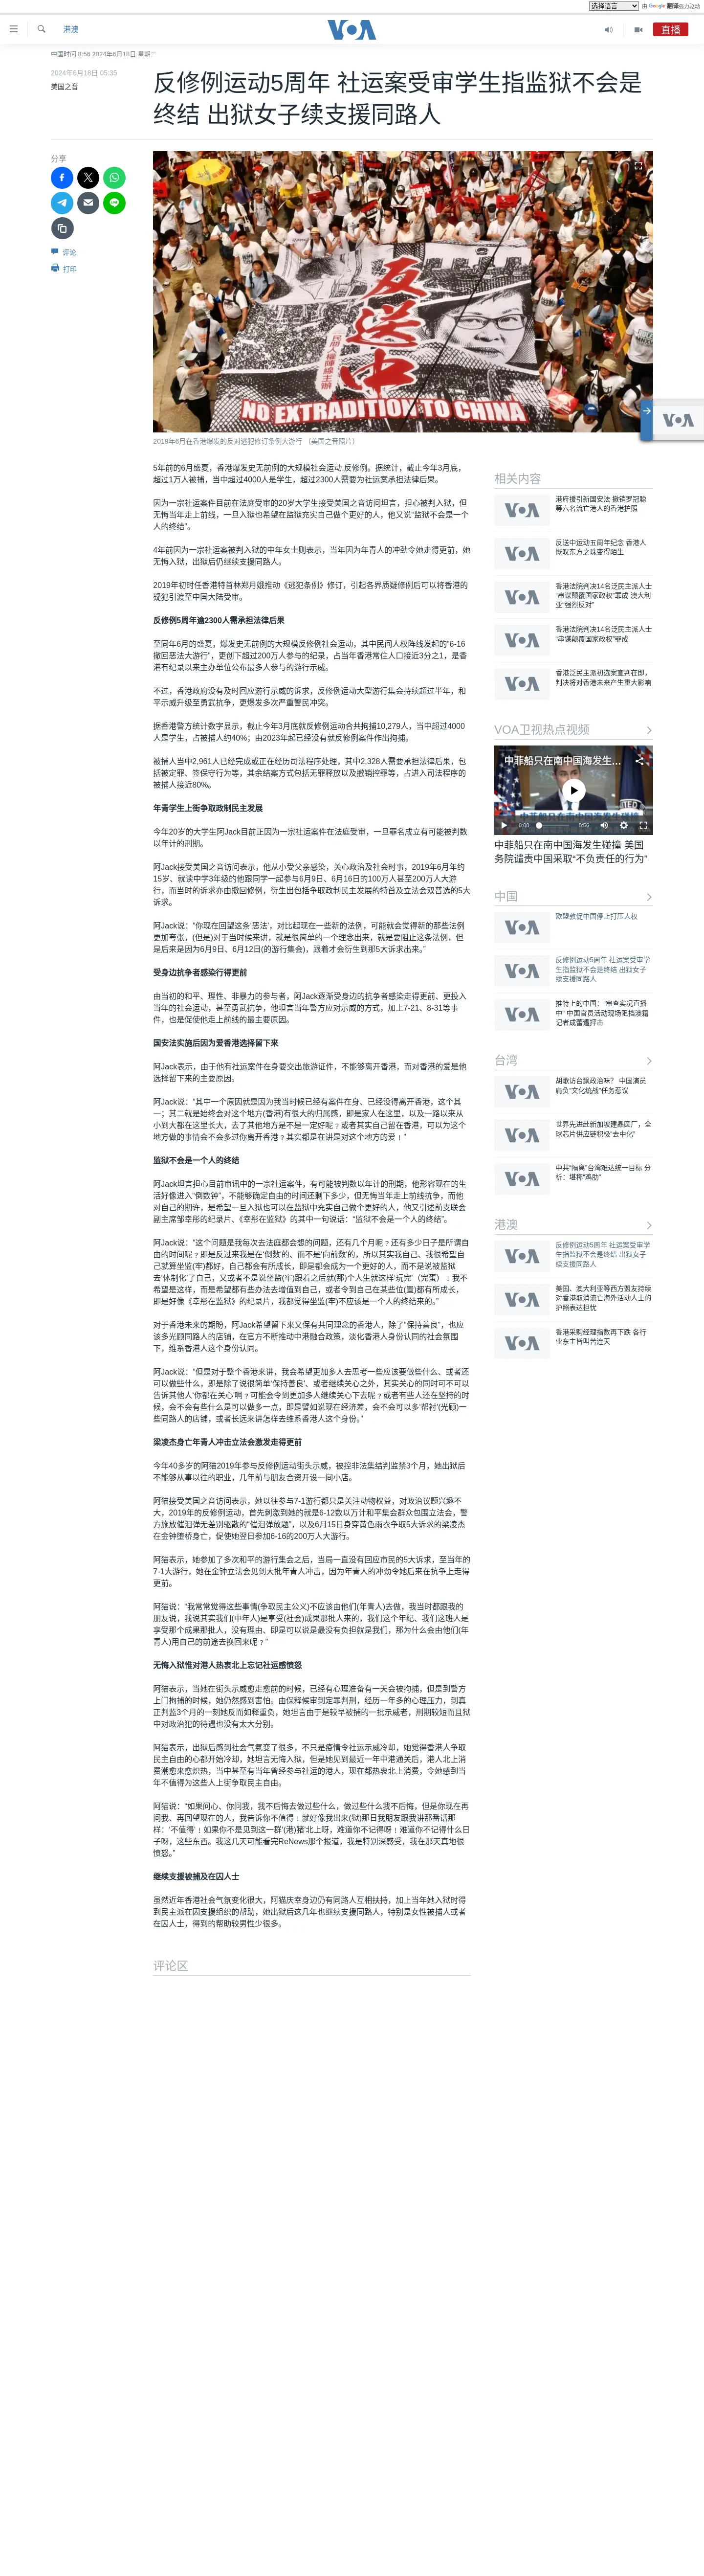 选择语言 由 Google 翻译强力驱动
港澳
VOA
直播
中国时间 8:56 2024年6月18日 星期二
2024年6月18日 05:35
美国之音
反修例运动5周年 社运案受审学生指监狱不会是
终结 出狱女子续支援同路人
分享
评论
打印
反送中
民間人權陣線主辦
NO EXTRADITION TO CHINA
2019年6月在香港爆发的反对逃犯修订条例大游行 （美国之音照片）
5年前的6月盛夏，香港爆发史无前例的大规模社会运动,反修例。据统计，截止今年3月底，
超过1万人被捕，当中超过4000人是学生，超过2300人需要为社运案承担法律后果。
因为一宗社运案件目前在法庭受审的20岁大学生接受美国之音访问坦言，担心被判入狱，但
无悔当年走上前线，一旦入狱也希望在监狱充实自己做个更好的人，他又说“监狱不会是一个
人的终结”。
4年前因为一宗社运案被判入狱的中年女士则表示，当年因为年青人的冲劲令她走得更前，她
无悔入狱，出狱后仍继续支援同路人。
2019年初时任香港特首林郑月娥推动《逃犯条例》修订，引起各界质疑修例后可以将香港的
疑犯引渡至中国大陆受审。
反修例5周年逾2300人需承担法律后果
至同年6月的盛夏，爆发史无前例的大规模反修例社会运动，其中民间人权阵线发起的“6-16
撤回恶法大游行”，更创下超过200万人参与的纪录，占当年香港常住人口接近3分之1，是香
港有纪录以来主办单位公布最多人参与的游行示威。
不过，香港政府没有及时回应游行示威的诉求，反修例运动大型游行集会持续超过半年，和
平示威升级至勇武抗争，更爆发多次严重警民冲突。
据香港警方统计数字显示，截止今年3月底就反修例运动合共拘捕10,279人，当中超过4000
人是学生，占被捕人约40%；由2023年起已经没有就反修例案件作出拘捕。
被捕人当中2,961人已经完成或正在经历司法程序处理，其中2,328人需要承担法律后果，包
括被定罪、签保守行为等，其余结案方式包括无罪释放以及撤销控罪等，占进入司法程序的
被捕人接近80%。
年青学生上街争取政制民主发展
今年20岁的大学生阿Jack目前正因为一宗社运案件在法庭受审，一旦罪名成立有可能被判数
以年计的刑期。
阿Jack接受美国之音访问表示，他从小受父亲感染，关心政治及社会时事，2019年6月年约
15岁、就读中学3年级的他跟同学一起参与6月9日、6月16日的100万人甚至200万人大游
行，而当时的诉求亦由撤回修例，衍生出包括争取政制民主发展的特首及立法会双普选的5大
诉求。
阿Jack说：“你现在回望这条‘恶法’，对比起现在一些新的法例，可能就会觉得新的那些法例
更加夸张，(但是)对于当时候来讲，就是很简单的一个理念出来，就是要阻止这条法例，但
是后来是因为6月9日、6月12日(的游行集会)，跟着才会衍生到那5大诉求出来。”
受身边抗争者感染行得更前
由当初的和平、理性、非暴力的参与者，阿Jack逐渐受身边的抗争者感染走得更前、更投入
当年的社会运动，甚至勇武抗争，他坦言当年警方应对示威的方式，加上7-21、8-31等事
件，也是促使他走上前线的最主要原因。
国安法实施后因为爱香港选择留下来
阿Jack表示，由于他有社运案件在身要交出旅游证件，不能够离开香港，而对香港的爱是他
选择留下来的主要原因。
阿Jack说：“其中一个原因就是因为我当时候已经有案件在身、已经没得离开香港，这个其
一；其二就是始终会对这个地方(香港)有很大的归属感，即是家人在这里，以及一路以来从
小到大都在这里长大，去了其他地方是不是一定好呢﹖或者其实自己留在香港，可以为这个
地方做的事情会不会多过你离开香港﹖其实都是在讲是对这个地方的爱﹗”
监狱不会是一个人的终结
阿Jack坦言担心目前审讯中的一宗社运案件，有可能被判数以年计的刑期，他形容现在的生
活好像进入“倒数钟”，不能够确定自由的时间还剩下多少，但无悔当年走上前线抗争，而他
对自己的期许，是希望一旦入狱也可以在监狱中充实自己做个更好的人，他又引述前支联会
副主席邹幸彤的纪录片、《幸彤在监狱》的其中一句说话：“监狱不会是一个人的终结”。
阿Jack说：“这个问题是我每次去法庭都会想的问题，还有几个月呢﹖还有多少日子是所谓自
由的时间呢﹖即是反过来我是在‘倒数’的、而不是‘向前数’的，所以其实我自己、我很希望自
己就算坐监(牢)都好，自己都会有所成长，即是都会成为一个更好的人，而不是说被监狱
去‘体制化’了自己，又或者不是说坐监(牢)跟着之后就(那)个人生就这样‘玩完’（完蛋）﹗我不
希望是这样，而是希望都有些办法去增值到自己，或者令到自己在某些位(置)都有所成长，
即是好像《幸彤在监狱》的纪录片，我都觉得坐监(牢)不应该是一个人的终结来的。”
对于香港未来的期盼，阿Jack希望留下来又保有共同理念的香港人，除了“保持善良”，也应
该多光顾同路人的店铺，在官方不断推动中港融合政策，淡化香港人身份认同的社会氛围
下，维系香港人这个身份认同。
阿Jack说：“但是对于整个香港来讲，我会希望更加多人去思考一些应该要做些什么、或者还
可以做些什么，即是除了说很简单‘保持善良’、或者继续关心之外，其实关心的同时可不可以
告诉其他人‘你都在关心’啊﹖可能会令到更加多人继续关心下去呢﹖或者有些人还在坚持的时
候，会不会有些什么是可以做多一点，即是譬如说现在经济差，会不会可以多‘帮衬’(光顾)一
些同路人的店铺，或者长远来讲怎样去维系香港人这个身份。”
梁凌杰身亡年青人冲击立法会激发走得更前
今年40多岁的阿猫2019年参与反修例运动街头示威，被控非法集结判监禁3个月，她出狱后
不能够从事以往的职业，几年前与朋友合资开设一间小店。
阿猫接受美国之音访问表示，她以往参与7-1游行都只是关注动物权益，对政治议题兴趣不
大，2019年的反修例运动，首先刺激到她的就是6-12数以万计和平集会群众包围立法会，警
方施放催泪弹无差别驱散的“催泪弹放题”，以及6月15日身穿黄色雨衣争取5大诉求的梁凌杰
在金钟堕桥身亡，促使她翌日参加6-16的200万人大游行。
阿猫表示，她参加了多次和平的游行集会之后，当局一直没有回应市民的5大诉求，至当年的
7-1大游行，她在金钟立法会见到大批年青人冲击，因为年青人的冲劲令她后来在抗争上走得
更前。
阿猫说：“我常常觉得这些事情(争取民主公义)不应该由他们(年青人)去做，我当时都跟我的
朋友说，我说其实我们(中年人)是享受(社会)成果那批人来的，我们这个年纪、我们这班人是
享受那个成果那批人，没有理由、即是可以说是最没有负担就是我们，那为什么会由他们(年
青人)用自己的前途去换回来呢﹖”
无悔入狱惟对港人热衷北上忘记社运感愤怒
阿猫表示，当她在街头示威愈走愈前的时候，已经有心理准备有一天会被拘捕，但是到警方
上门拘捕的时候，她仍然感到害怕。由保释候审到定罪判刑，经历一年多的心理压力，到真
正判监3个月的一刻她反而如释重负，她坦言由于是较早被捕的一批示威者，刑期较短而且狱
中对政治犯的待遇也没有太大分别。
阿猫表示，出狱后感到社会气氛变了很多，不只是疫情令社运示威冷却，她觉得香港人争取
民主自由的心都开始冷却，她坦言无悔入狱，但是她见到最近一年中港通关后，港人北上消
费潮愈来愈炽热，当中甚至有当年曾经参与社运的港人，现在都热衷北上消费，令她感到当
年不值得为这些人上街争取民主自由。
阿猫说：“如果问心、你问我，我不后悔去做过些什么，做过些什么我不后悔，但是你现在再
问我、再回望现在的人，我告诉你不值得﹗就好像我出来(狱)那日我朋友跟我讲那番话那
样：‘不值得’﹗如果你不是见到这一群‘(港)猪’北上呀，难道你不记得呀﹗难道你不记得什么日
子呀，这些东西。我这几天可能看完ReNews那个报道，我是特别深感受，我在那天真地很
愤怒。”
继续支援被捕及在囚人士
虽然近年香港社会气氛变化很大，阿猫庆幸身边仍有同路人互相扶持，加上当年她入狱时得
到民主派在囚支援组织的帮助，她出狱后这几年也继续支援同路人，特别是女性被捕人或者
在囚人士，得到的帮助较男性少很多。
评论区
相关内容
港府援引新国安法 撤销罗冠聪
等六名流亡港人的香港护照
反送中运动五周年纪念 香港人
慨叹东方之珠变得陌生
香港法院判决14名泛民主派人士
“串谋颠覆国家政权”罪成 澳大利
亚“强烈反对”
香港法院判决14名泛民主派人士
“串谋颠覆国家政权”罪成
香港泛民主派初选案宣判在即，
判决将对香港未来产生重大影响
VOA卫视热点视频
中菲船只在南中国海发生...
0:00
0:56
中菲船只在南中国海发生碰撞 美国
务院谴责中国采取“不负责任的行为”
中国
欧盟敦促中国停止打压人权
反修例运动5周年 社运案受审学
生指监狱不会是终结 出狱女子
续支援同路人
推特上的中国：“审查实况直播
中” 中国官员活动现场阻挡澳籍
记者成蕾遭抨击
台湾
胡歌访台飘政治味？ 中国演员
肩负“文化统战”任务惹议
世界先进赴新加坡建晶圆厂，全
球芯片供应链积极“去中化”
中共“隔离”台湾难达统一目标 分
析：堪称“鸡肋”
港澳
反修例运动5周年 社运案受审学
生指监狱不会是终结 出狱女子
续支援同路人
美国、澳大利亚等西方盟友持续
对香港取消流亡海外活动人士的
护照表达担忧
香港采购经理指数再下跌 各行
业东主皆叫苦连天